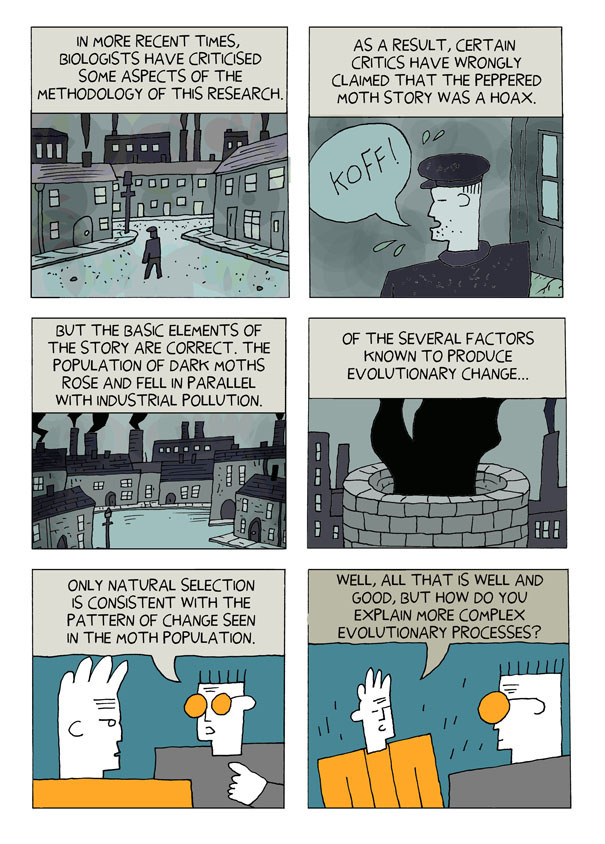 IN MORE RECENT TIMES,
BIOLOGISTS HAVE CRITICISED
SOME ASPECTS OF THE
METHODOLOGY OF THIS RESEARCH.
AS A RESULT, CERTAIN
CRITICS HAVE WRONGLY
CLAIMED THAT THE PEPPERED
MOTH STORY WAS A HOAX.
KOFF!
BUT THE BASIC ELEMENTS OF
THE STORY ARE CORRECT. THE
POPULATION OF DARK MOTHS
ROSE AND FELL IN PARALLEL
WITH INDUSTRIAL POLLUTION.
OF THE SEVERAL FACTORS
KNOWN TO PRODUCE
EVOLUTIONARY CHANGE...
ONLY NATURAL SELECTION
IS CONSISTENT WITH THE
PATTERN OF CHANGE SEEN
IN THE MOTH POPULATION.
WELL, ALL THAT IS WELL AND
GOOD, BUT HOW DO YOU
EXPLAIN MORE COMPLEX
EVOLUTIONARY PROCESSES?